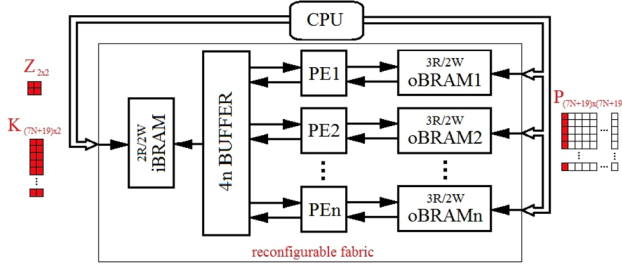 CPU
Z2x2
K(7N+19)x2
2R/2W
iBRAM
4n BUFFER
PE1
3R/2W
oBRAM1
PE2
3R/2W
oBRAM2
PEn
3R/2W
oBRAMn
P(7N+19)x(7N+19
reconfigurable fabric